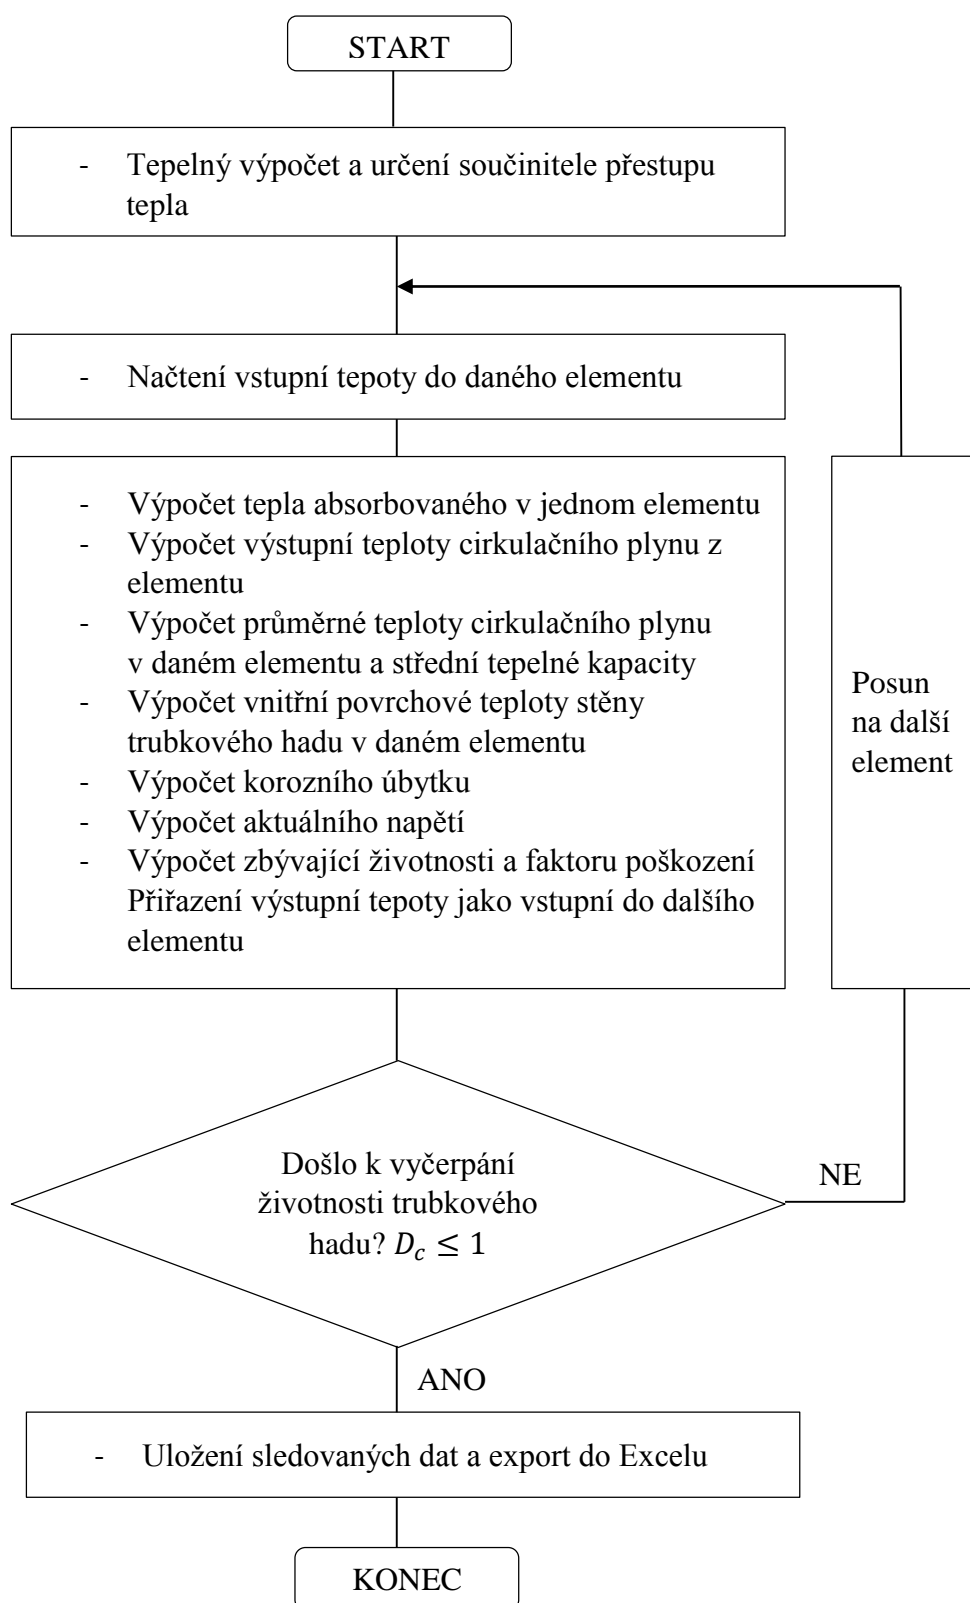 START
- Tepelný výpočet a určení součinitele přestupu
tepla
- Načtení vstupní tepoty do daného elementu
- Výpočet tepla absorbovaného v jednom elementu
- Výpočet výstupní teploty cirkulačního plynu z
elementu
- Výpočet průměrné teploty cirkulačního plynu
v daném elementu a střední tepelné kapacity
- Výpočet vnitřní povrchové teploty stěny
trubkového hadu v daném elementu
- Výpočet korozního úbytku
- Výpočet aktuálního napětí
- Výpočet zbývající životnosti a faktoru poškození
Přiřazení výstupní tepoty jako vstupní do dalšího
elementu
Posun
na další
element
Došlo k vyčerpání
životnosti trubkového
hadu? $D_c \leq 1$
NE
ANO
- Uložení sledovaných dat a export do Excelu
KONEC